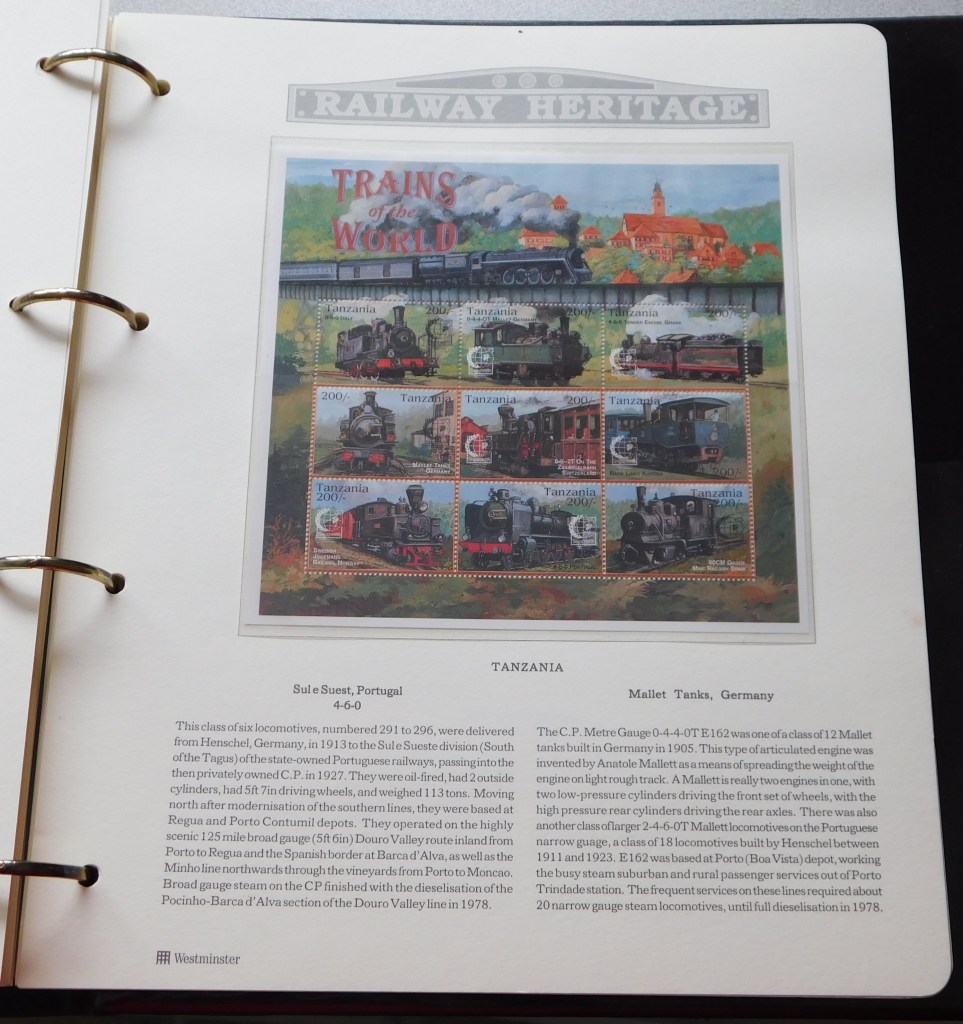 RAILWAY HERITAGE
TRAINS
of the
WORLD
Tanzania 200/-
Tanzania 200/-
0-4-4-0T Mallet Germany
Tanzania 200/-
200/- Tanzania
Mallet Tanks
Germany
Tanzania 200/-
Switzerland
Tanzania
200/-
Tanzania
200/-
Tanzania
200/-
Tanzania
200/-
60CM Gauge
TANZANIA
Sul e Suest, Portugal
4-6-0
This class of six locomotives, numbered 291 to 296, were delivered
from Henschel, Germany, in 1913 to the Sul e Sueste division (South
of the Tagus) of the state-owned Portuguese railways, passing into the
then privately owned C.P. in 1927. They were oil-fired, had 2 outside
cylinders, had 5ft 7in driving wheels, and weighed 113 tons. Moving
north after modernisation of the southern lines, they were based at
Regua and Porto Contumil depots. They operated on the highly
scenic 125 mile broad gauge (5ft 6in) Douro Valley route inland from
Porto to Regua and the Spanish border at Barca d'Alva, as well as the
Minho line northwards through the vineyards from Porto to Moncao.
Broad gauge steam on the CP finished with the dieselisation of the
Pocinho-Barca d'Alva section of the Douro Valley line in 1978.
Mallet Tanks, Germany
The C.P. Metre Gauge 0-4-4-0T E162 was one of a class of 12 Mallet
tanks built in Germany in 1905. This type of articulated engine was
invented by Anatole Mallett as a means of spreading the weight of the
engine on light rough track. A Mallett is really two engines in one, with
two low-pressure cylinders driving the front set of wheels, with the
high pressure rear cylinders driving the rear axles. There was also
another class of larger 2-4-6-0T Mallett locomotives on the Portuguese
narrow guage, a class of 18 locomotives built by Henschel between
1911 and 1923. E162 was based at Porto (Boa Vista) depot, working
the busy steam suburban and rural passenger services out of Porto
Trindade station. The frequent services on these lines required about
20 narrow gauge steam locomotives, until full dieselisation in 1978.
Westminster